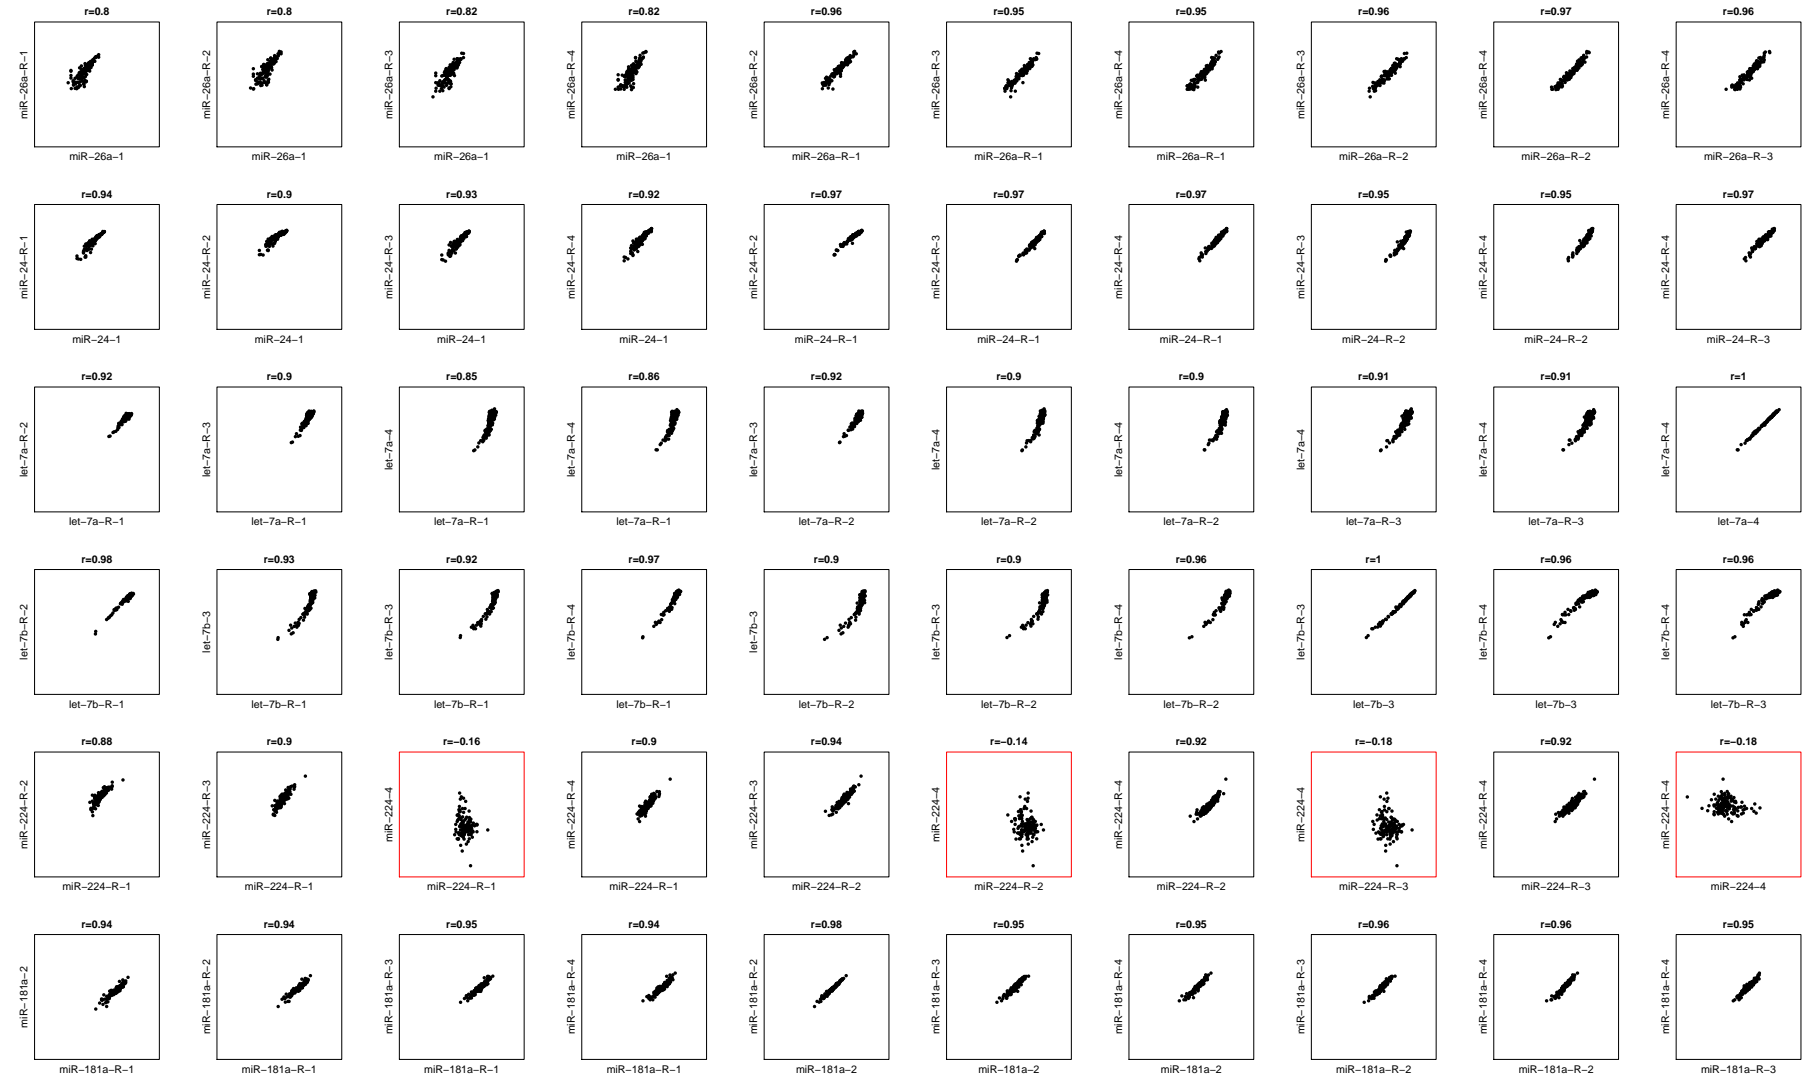 r=0.8 r=0.8 r=0.82 r=0.82 r=0.96 r=0.95 r=0.95 r=0.96 r=0.97 r=0.96
miR−26a−R−1 miR−26a−R−2 miR−26a−R−3 miR−26a−R−4 miR−26a−R−2 miR−26a−R−3 miR−26a−R−4 miR−26a−R−3 miR−26a−R−4 miR−26a−R−4
miR−26a−1 miR−26a−1 miR−26a−1 miR−26a−1 miR−26a−R−1 miR−26a−R−1 miR−26a−R−1 miR−26a−R−2 miR−26a−R−2 miR−26a−R−3
r=0.94 r=0.9 r=0.93 r=0.92 r=0.97 r=0.97 r=0.97 r=0.95 r=0.95 r=0.97
miR−24−R−1 miR−24−R−2 miR−24−R−3 miR−24−R−4 miR−24−R−2 miR−24−R−3 miR−24−R−4 miR−24−R−3 miR−24−R−4 miR−24−R−4
miR−24−1 miR−24−1 miR−24−1 miR−24−1 miR−24−R−1 miR−24−R−1 miR−24−R−1 miR−24−R−2 miR−24−R−2 miR−24−R−3
r=0.92 r=0.9 r=0.85 r=0.86 r=0.92 r=0.9 r=0.9 r=0.91 r=0.91 r=1
let−7a−R−2 let−7a−R−3 let−7a−4 let−7a−R−4 let−7a−R−3 let−7a−4 let−7a−R−4 let−7a−4 let−7a−R−4 let−7a−R−4
let−7a−R−1 let−7a−R−1 let−7a−R−1 let−7a−R−1 let−7a−R−2 let−7a−R−2 let−7a−R−2 let−7a−R−3 let−7a−R−3 let−7a−4
r=0.98 r=0.93 r=0.92 r=0.97 r=0.9 r=0.9 r=0.96 r=1 r=0.96 r=0.96
let−7b−R−2 let−7b−3 let−7b−R−3 let−7b−R−4 let−7b−3 let−7b−R−3 let−7b−R−4 let−7b−R−3 let−7b−R−4 let−7b−R−4
let−7b−R−1 let−7b−R−1 let−7b−R−1 let−7b−R−1 let−7b−R−2 let−7b−R−2 let−7b−R−2 let−7b−3 let−7b−3 let−7b−R−3
r=0.88 r=0.9 r=−0.16 r=0.9 r=0.94 r=−0.14 r=0.92 r=−0.18 r=0.92 r=−0.18
miR−224−R−2 miR−224−R−3 miR−224−4 miR−224−R−4 miR−224−R−3 miR−224−4 miR−224−R−4 miR−224−4 miR−224−R−4 miR−224−R−4
miR−224−R−1 miR−224−R−1 miR−224−R−1 miR−224−R−1 miR−224−R−2 miR−224−R−2 miR−224−R−2 miR−224−R−3 miR−224−R−3 miR−224−4
r=0.94 r=0.94 r=0.95 r=0.94 r=0.98 r=0.95 r=0.95 r=0.96 r=0.96 r=0.95
miR−181a−2 miR−181a−R−2 miR−181a−R−3 miR−181a−R−4 miR−181a−R−2 miR−181a−R−3 miR−181a−R−4 miR−181a−R−3 miR−181a−R−4 miR−181a−R−4
miR−181a−R−1 miR−181a−R−1 miR−181a−R−1 miR−181a−R−1 miR−181a−2 miR−181a−2 miR−181a−2 miR−181a−R−2 miR−181a−R−2 miR−181a−R−3